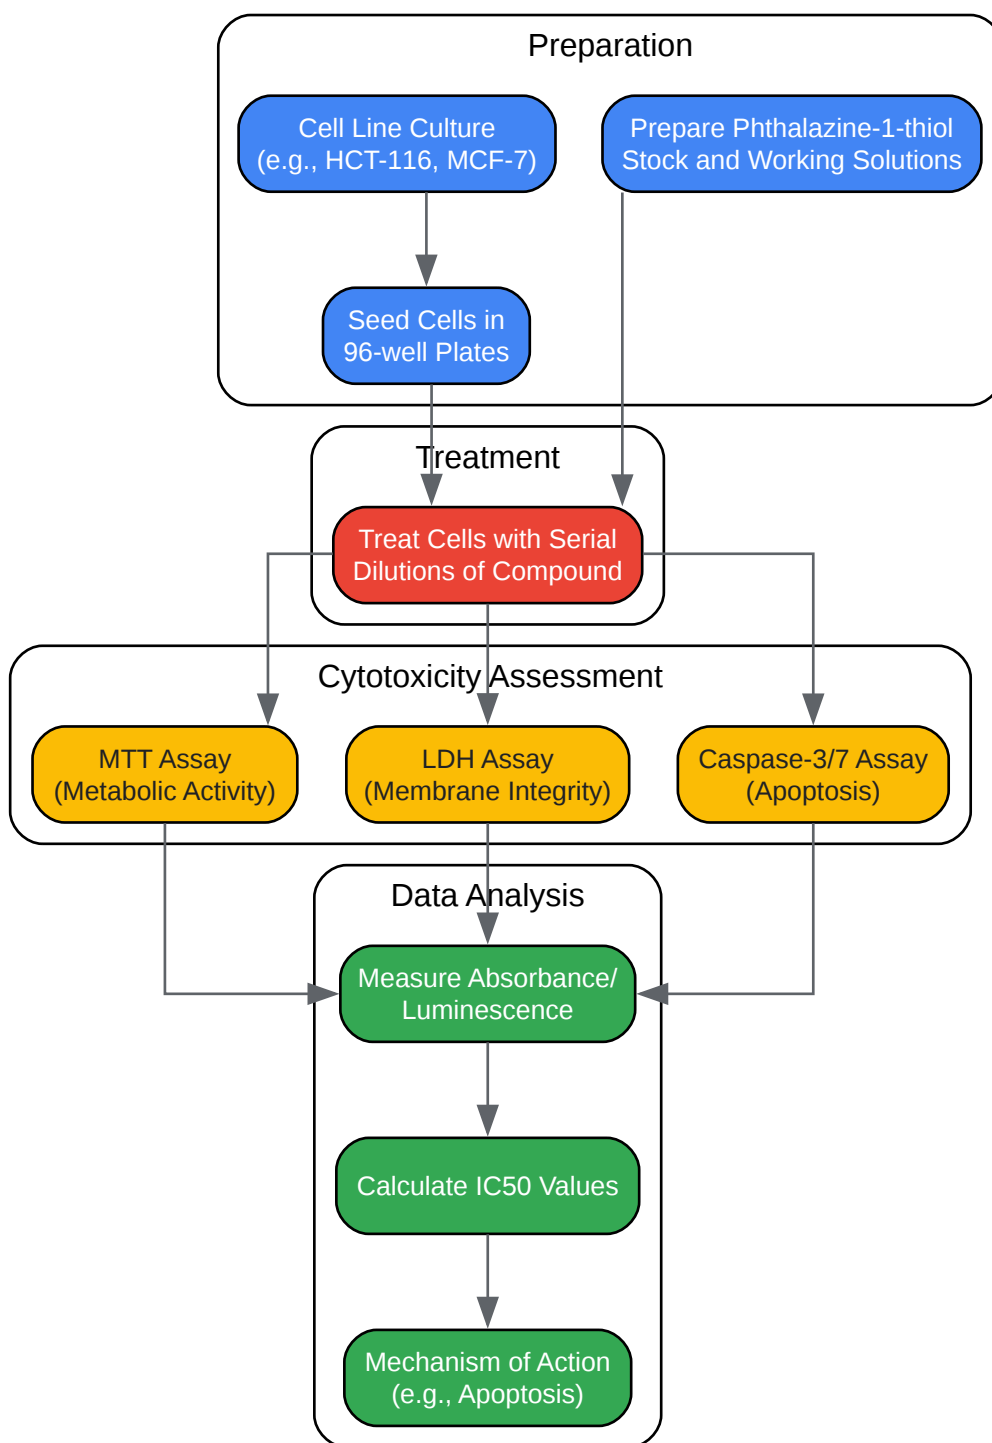 Preparation
Cell Line Culture
(e.g., HCT-116, MCF-7)
Prepare Phthalazine-1-thiol
Stock and Working Solutions
Seed Cells in
96-well Plates
Treatment
Treat Cells with Serial
Dilutions of Compound
Cytotoxicity Assessment
MTT Assay
(Metabolic Activity)
LDH Assay
(Membrane Integrity)
Caspase-3/7 Assay
(Apoptosis)
Data Analysis
Measure Absorbance/
Luminescence
Calculate IC50 Values
Mechanism of Action
(e.g., Apoptosis)